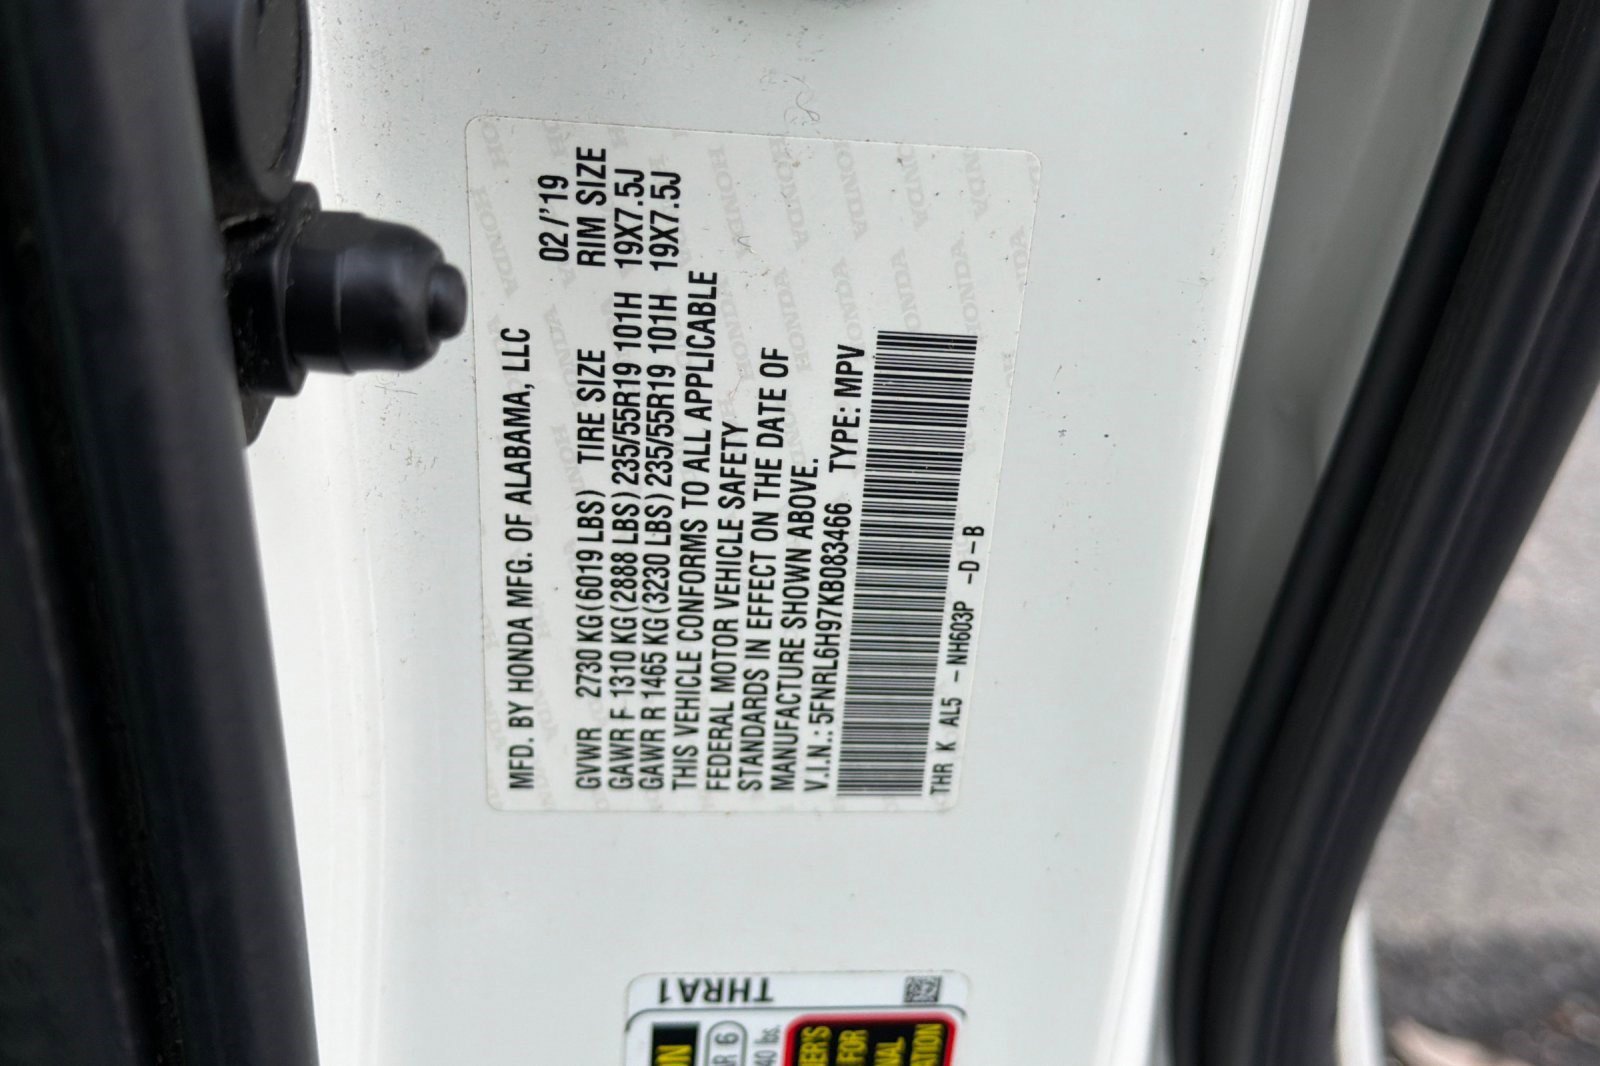 MFD. BY HONDA MFG. OF ALABAMA, LLC 02/'19
GVWR 2730 KG (6019 LBS) TIRE SIZE RIM SIZE
GAWR F 1310 KG (2888 LBS) 235/55R19 101H 19X7.5J
GAWR R 1465 KG (3230 LBS) 235/55R19 101H 19X7.5J
THIS VEHICLE CONFORMS TO ALL APPLICABLE
FEDERAL MOTOR VEHICLE SAFETY
STANDARDS IN EFFECT ON THE DATE OF
MANUFACTURE SHOWN ABOVE.
V.I.N.: 5FNRL6H97KB083466 TYPE: MPV
THR K AL5 - NH603P -D-B
THRA1